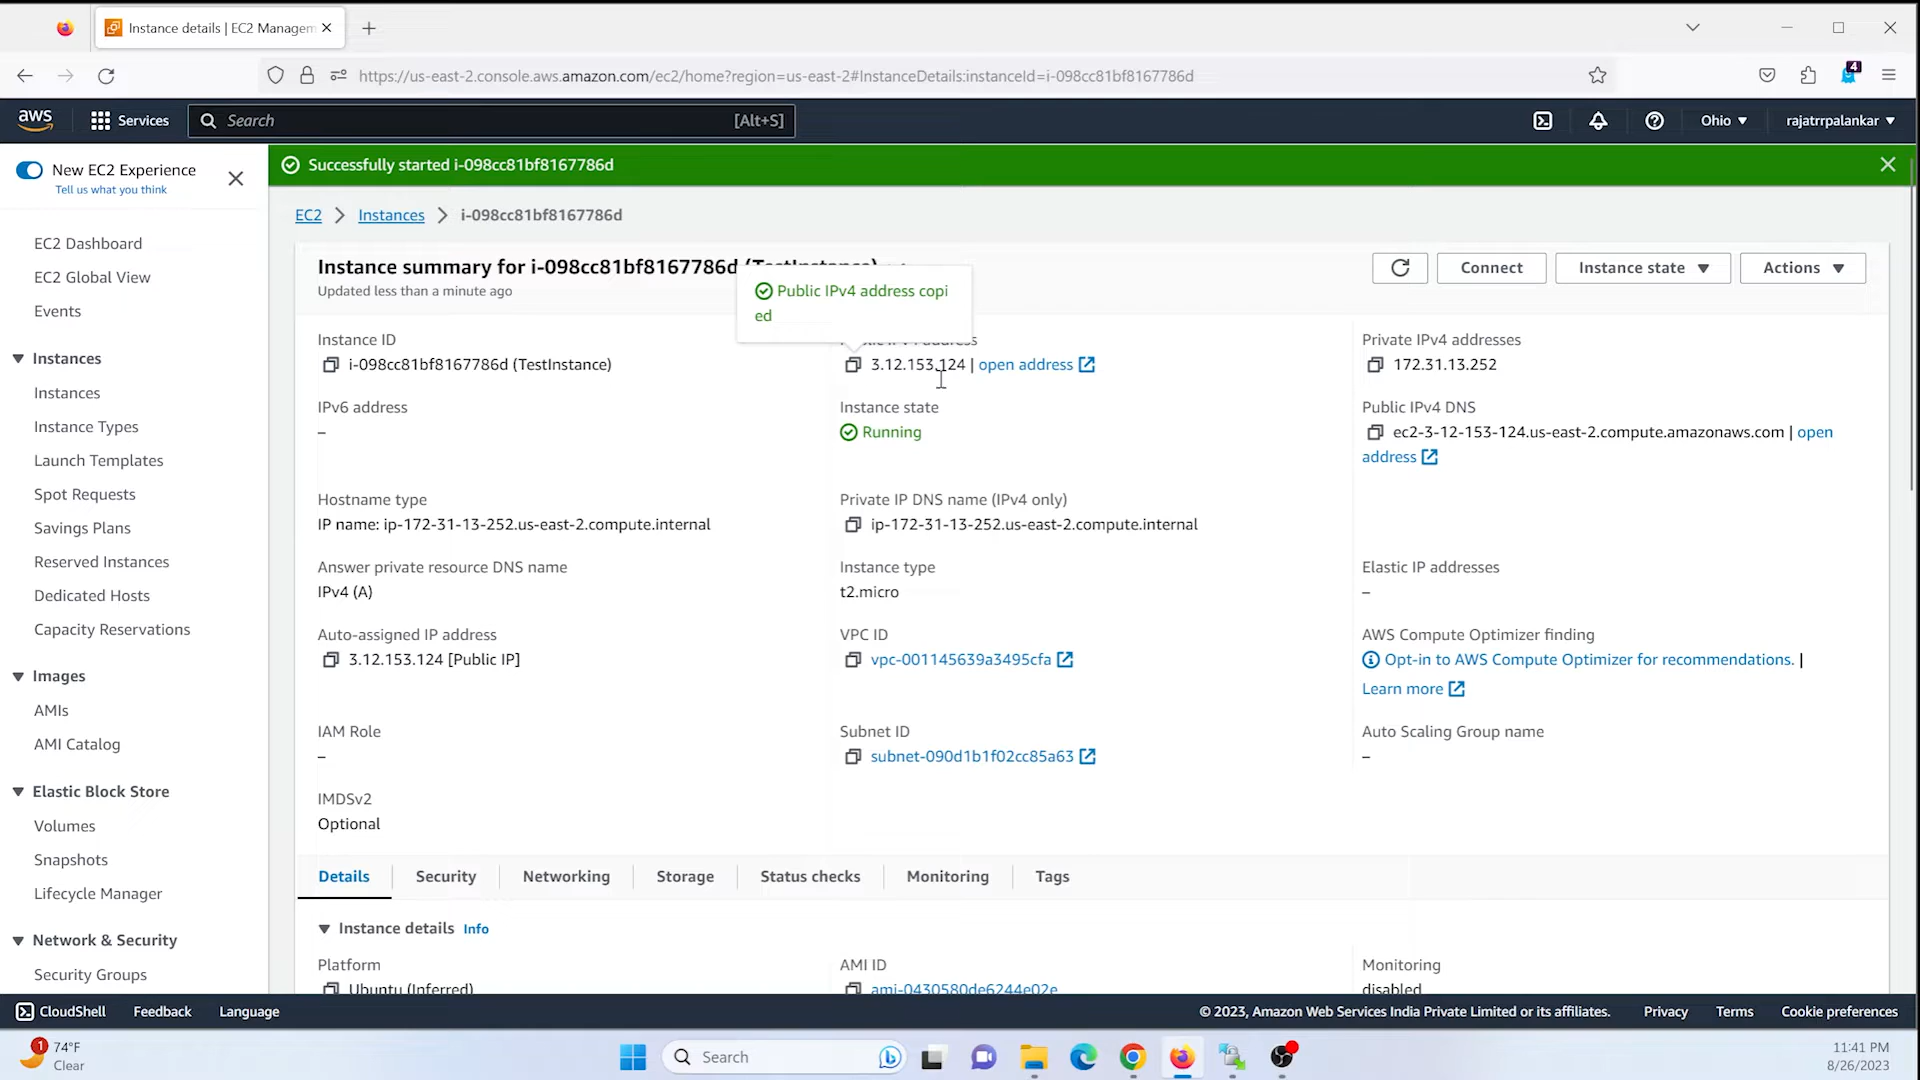 Instance details | EC2 Managem
https://us-east-2.console.aws.amazon.com/ec2/home?region=us-east-2#InstanceDetails:instanceId=i-098cc81bf8167786d
4
aws
Services
Search
[Alt+S]
Ohio
rajatrrpalankar
New EC2 Experience
Tell us what you think
Successfully started i-098cc81bf8167786d
EC2
Instances
i-098cc81bf8167786d
EC2 Dashboard
EC2 Global View
Events
Instances
Instances
Instance Types
Launch Templates
Spot Requests
Savings Plans
Reserved Instances
Dedicated Hosts
Capacity Reservations
Images
AMIs
AMI Catalog
Elastic Block Store
Volumes
Snapshots
Lifecycle Manager
Network & Security
Security Groups
Instance summary for i-098cc81bf8167786d (TestInstance)
Updated less than a minute ago
Connect
Instance state
Actions
Public IPv4 address copi
ed
Instance ID
i-098cc81bf8167786d (TestInstance)
Public IPv4 address
3.12.153.124 | open address
Private IPv4 addresses
172.31.13.252
IPv6 address
–
Instance state
Running
Public IPv4 DNS
ec2-3-12-153-124.us-east-2.compute.amazonaws.com | open
address
Hostname type
IP name: ip-172-31-13-252.us-east-2.compute.internal
Private IP DNS name (IPv4 only)
ip-172-31-13-252.us-east-2.compute.internal
Answer private resource DNS name
IPv4 (A)
Instance type
t2.micro
Elastic IP addresses
–
Auto-assigned IP address
3.12.153.124 [Public IP]
VPC ID
vpc-001145639a3495cfa
AWS Compute Optimizer finding
Opt-in to AWS Compute Optimizer for recommendations. |
Learn more
IAM Role
–
Subnet ID
subnet-090d1b1f02cc85a63
Auto Scaling Group name
–
IMDSv2
Optional
Details
Security
Networking
Storage
Status checks
Monitoring
Tags
Instance details
Info
Platform
Ubuntu (Inferred)
AMI ID
ami-0430580de6244e02e
Monitoring
disabled
CloudShell
Feedback
Language
© 2023, Amazon Web Services India Private Limited or its affiliates.
Privacy
Terms
Cookie preferences
1
74°F
Clear
Search
11:41 PM
8/26/2023